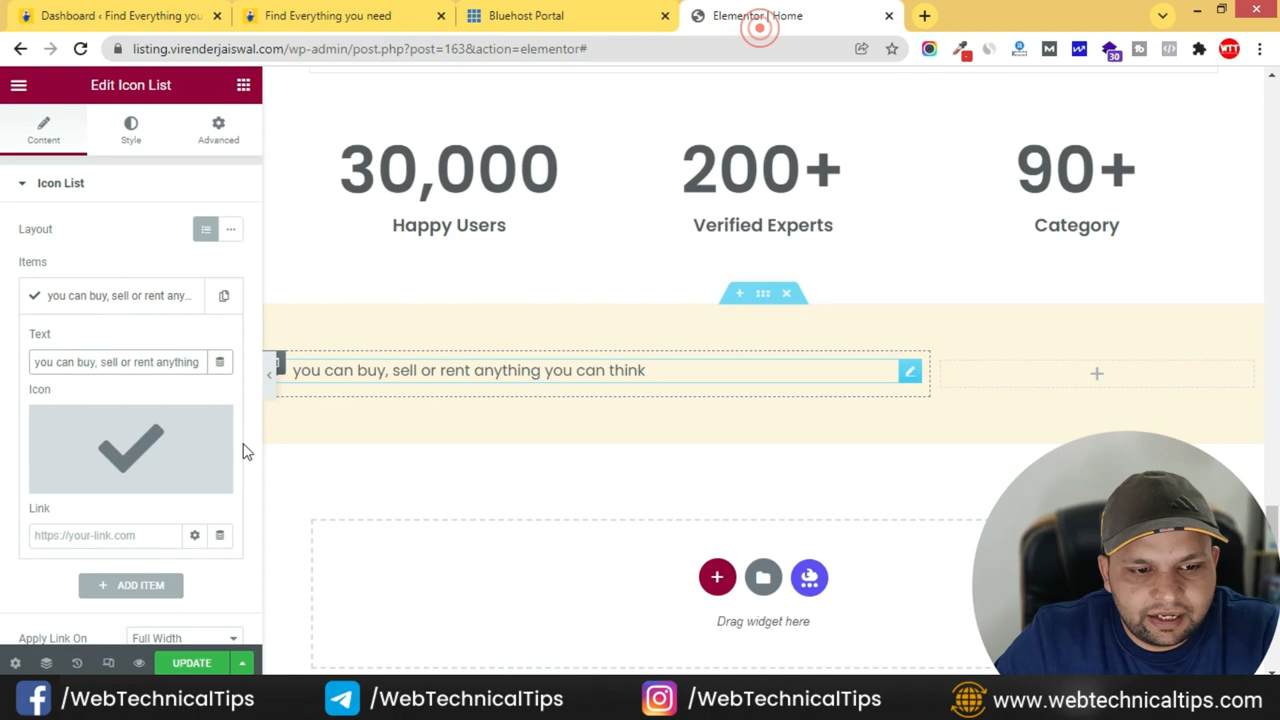 Dashboard ‹ Find Everything you
Find Everything you need
Bluehost Portal
Elementor | Home
listing.virenderjaiswal.com/wp-admin/post.php?post=163&action=elementor#
30
WTT
Edit Icon List
Content
Style
Advanced
Icon List
Layout
Items
you can buy, sell or rent any...
Text
you can buy, sell or rent anything
Icon
Link
https://your-link.com
ADD ITEM
Apply Link On
Full Width
UPDATE
30,000
200+
90+
Happy Users
Verified Experts
Category
you can buy, sell or rent anything you can think
Drag widget here
/WebTechnicalTips
/WebTechnicalTips
/WebTechnicalTips
www.webtechnicaltips.com